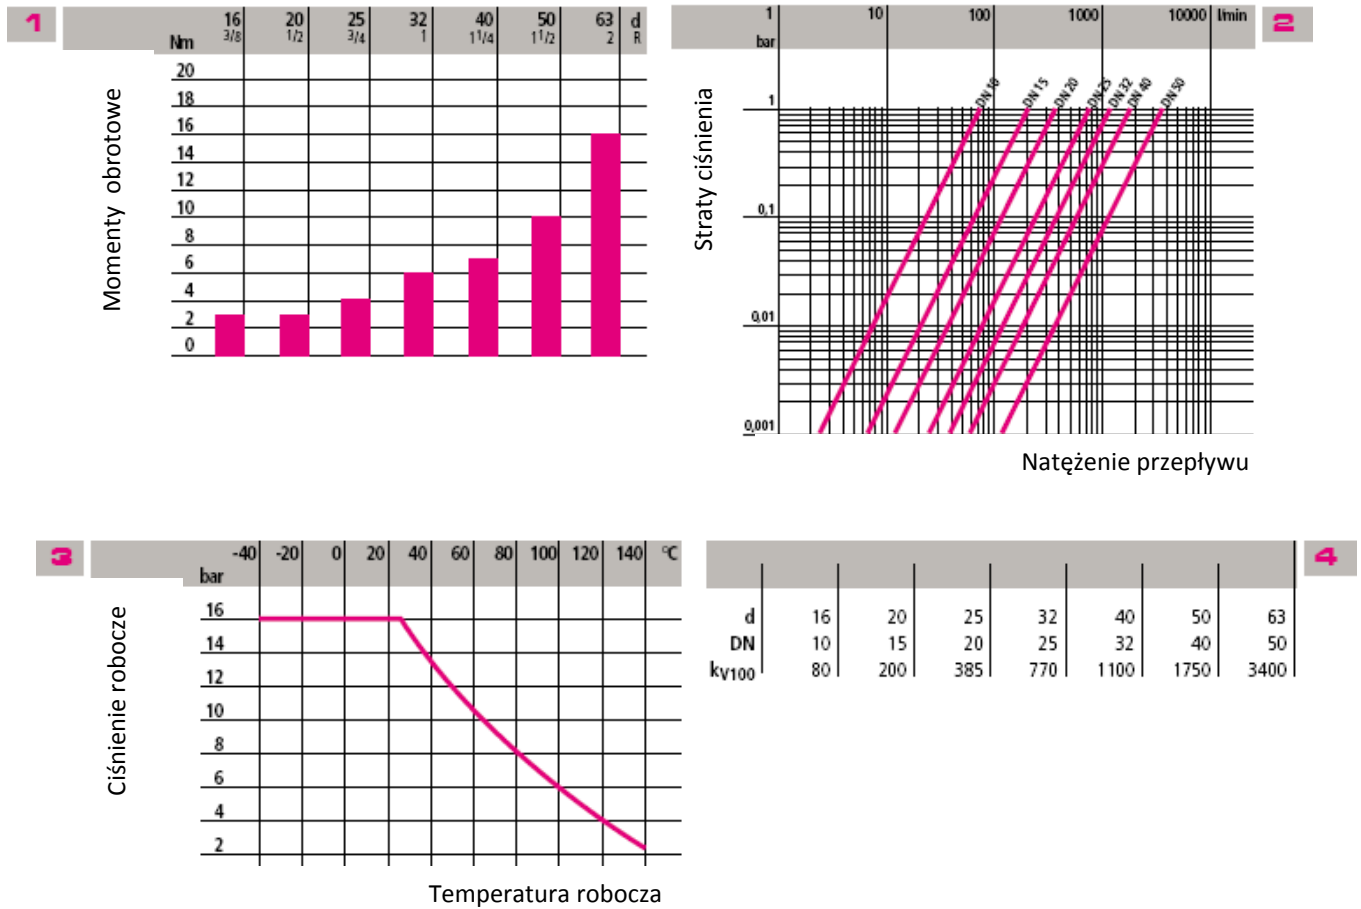 1
16 20 25 32 40 50 63 d
Nm 3/8 1/2 3/4 1 1 1/4 1 1/2 2 R
20
18
16
14
12
10
8
6
4
2
0
Momenty obrotowe
2
1 10 100 1000 10000 l/min
bar
DN 10 DN 15 DN 20 DN 25 DN 32 DN 40 DN 50
1
0,1
0,01
0,001
Straty ciśnienia
Natężenie przepływu
3
-40 -20 0 20 40 60 80 100 120 140 °C
bar
16
14
12
10
8
6
4
2
Ciśnienie robocze
Temperatura robocza
4
d 16 20 25 32 40 50 63
DN 10 15 20 25 32 40 50
kv100 80 200 385 770 1100 1750 3400